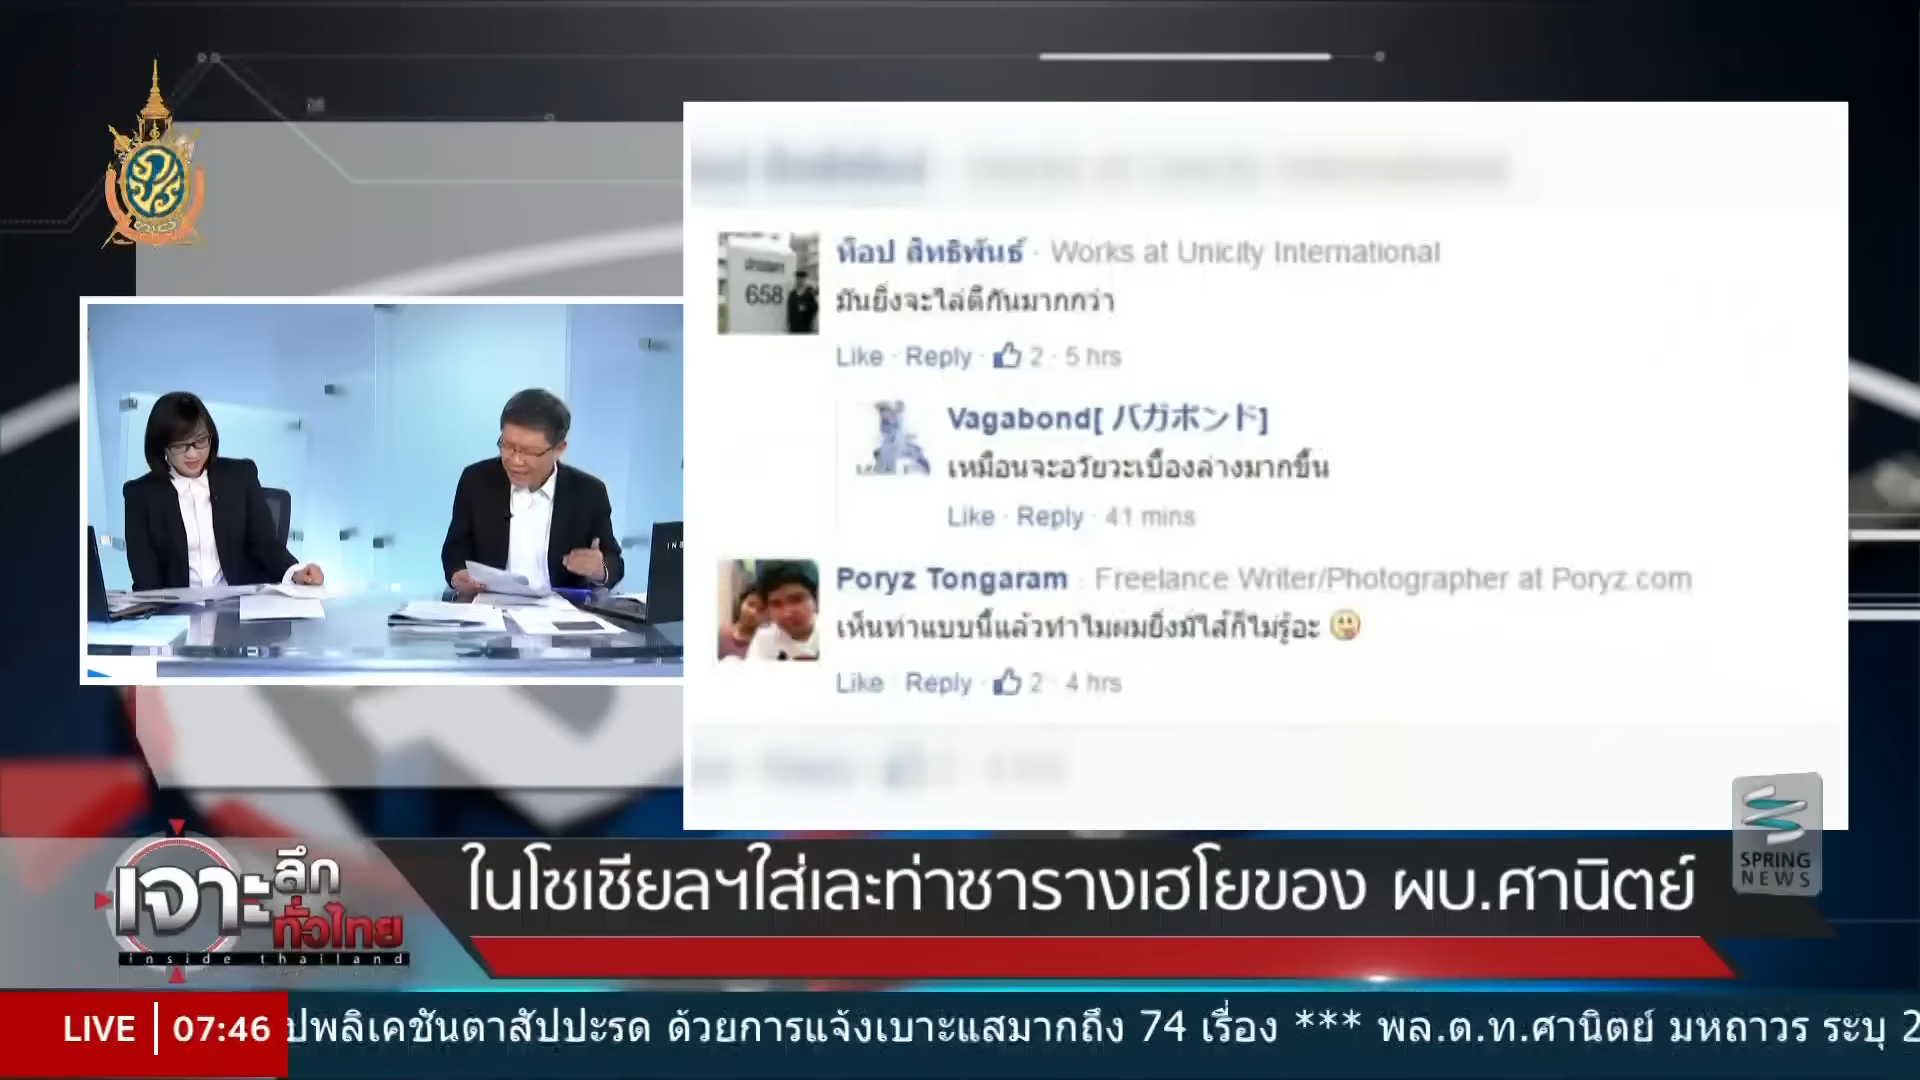 ท๊อป สิทธิพันธ์ · Works at Unicity International
มันยิ่งจะไล่ตีกันมากกว่า
Like · Reply · 2 · 5 hrs
Vagabond[ バガボンド]
เหมือนจะอวัยวะเบื้องล่างมากขึ้น
Like · Reply · 41 mins
Poryz Tongaram · Freelance Writer/Photographer at Poryz.com
เห็นท่าแบบนี้แล้วทำไมผมยิ่งมีไส้ก็ไม่รู้อะ
Like · Reply · 2 · 4 hrs
658
SPRING
NEWS
เจาะลึกทั่วไทย
inside thailand
ในโซเชียลฯใส่เละท่าซารางเฮโยของ ผบ.ศานิตย์
LIVE 07:46 ปพลิเคชันตาสัปปะรด ด้วยการแจ้งเบาะแสมากถึง 74 เรื่อง *** พล.ต.ท.ศานิตย์ มหถาวร ระบุ 2